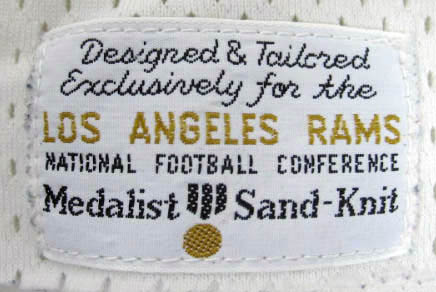 Designed & Tailored
Exclusively for the
LOS ANGELES RAMS
NATIONAL FOOTBALL CONFERENCE
Medalist Sand-Knit